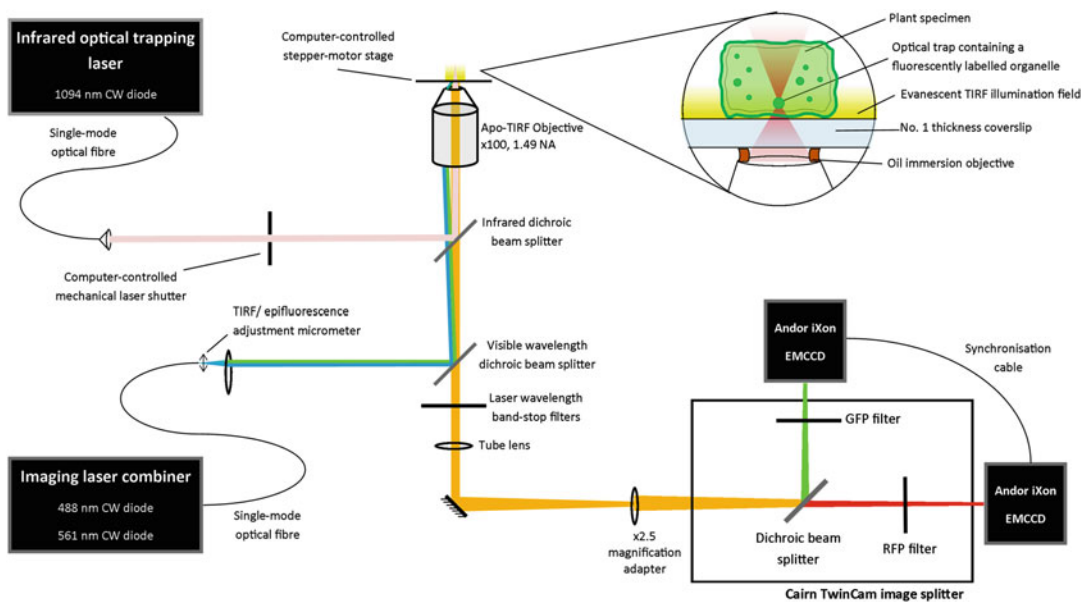 Infrared optical trapping
laser
1094 nm CW diode
Single-mode
optical fibre
Computer-controlled
mechanical laser shutter
Computer-controlled
stepper-motor stage
Apo-TIRF Objective
x100, 1.49 NA
Infrared dichroic
beam splitter
Plant specimen
Optical trap containing a
fluorescently labelled organelle
Evanescent TIRF illumination field
No. 1 thickness coverslip
Oil immersion objective
TIRF/ epifluorescence
adjustment micrometer
Visible wavelength
dichroic beam splitter
Laser wavelength
band-stop filters
Tube lens
Imaging laser combiner
488 nm CW diode
561 nm CW diode
Single-mode
optical fibre
x2.5
magnification
adapter
Andor iXon
EMCCD
Synchronisation
cable
GFP filter
Andor iXon
EMCCD
Dichroic beam
splitter
RFP filter
Cairn TwinCam image splitter